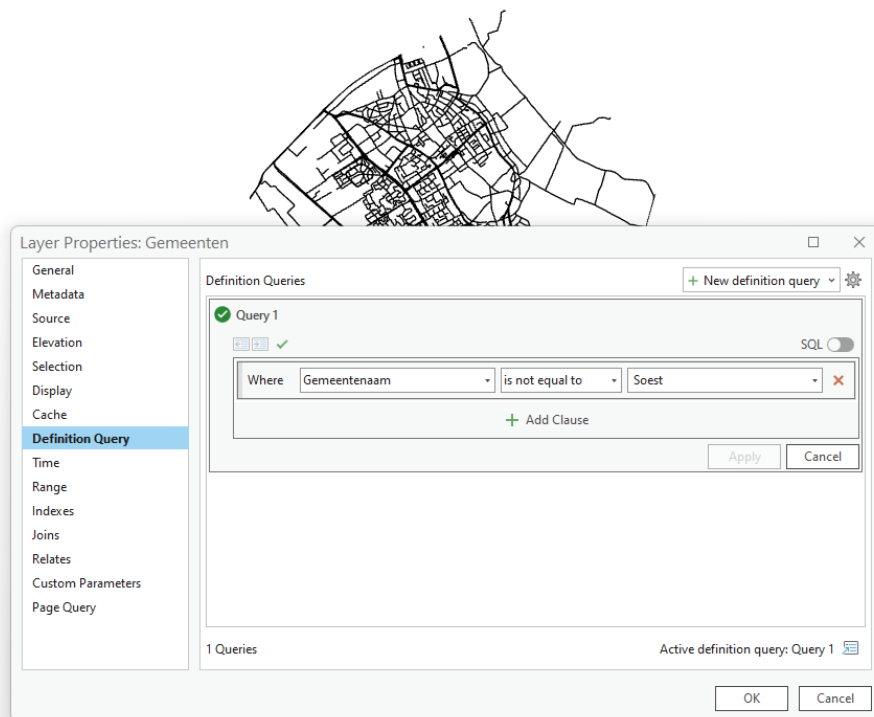 Layer Properties: Gemeenten
General
Metadata
Source
Elevation
Selection
Display
Cache
Definition Query
Time
Range
Indexes
Joins
Relates
Custom Parameters
Page Query
Definition Queries
New definition query
Query 1
SQL
Where Gemeentenaam is not equal to Soest
Add Clause
Apply Cancel
1 Queries
Active definition query: Query 1
OK Cancel